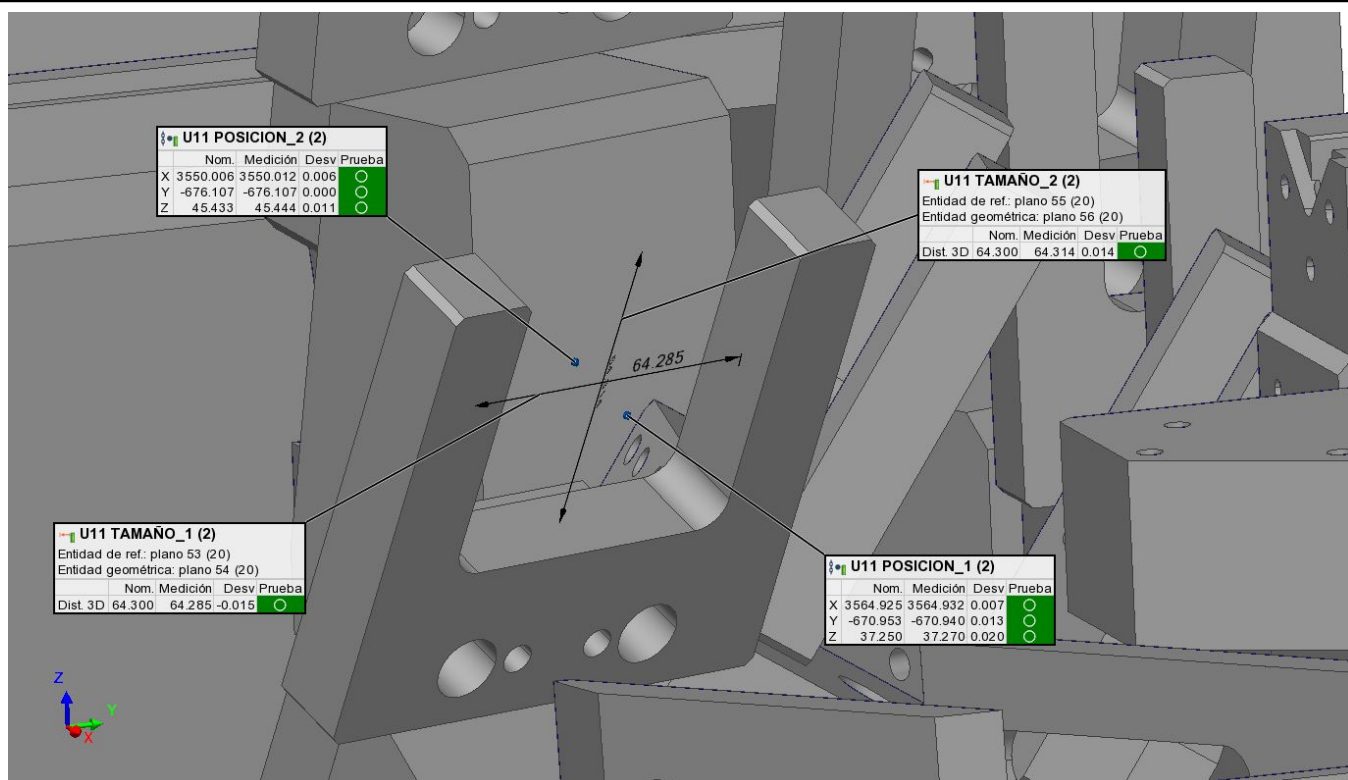 U11 POSICION_2 (2)
Nom. Medición Desv Prueba
X 3550.006 3550.012 0.006
Y -676.107 -676.107 0.000
Z 45.433 45.444 0.011
U11 TAMAÑO_2 (2)
Entidad de ref.: plano 55 (20)
Entidad geométrica: plano 56 (20)
Nom. Medición Desv Prueba
Dist. 3D 64.300 64.314 0.014
64.285
U11 TAMAÑO_1 (2)
Entidad de ref.: plano 53 (20)
Entidad geométrica: plano 54 (20)
Nom. Medición Desv Prueba
Dist. 3D 64.300 64.285 -0.015
U11 POSICION_1 (2)
Nom. Medición Desv Prueba
X 3564.925 3564.932 0.007
Y -670.953 -670.940 0.013
Z 37.250 37.270 0.020
Z
Y
X